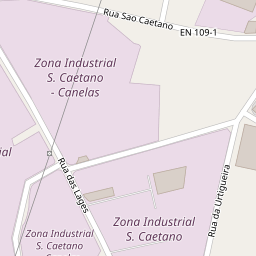 Rua Sao Caetano
EN 109-1
Zona Industrial
S. Caetano
- Canelas
Rua das Lages
Rua da Urtigueira
Zona Industrial
S. Caetano
Zona Industrial
S. Caetano